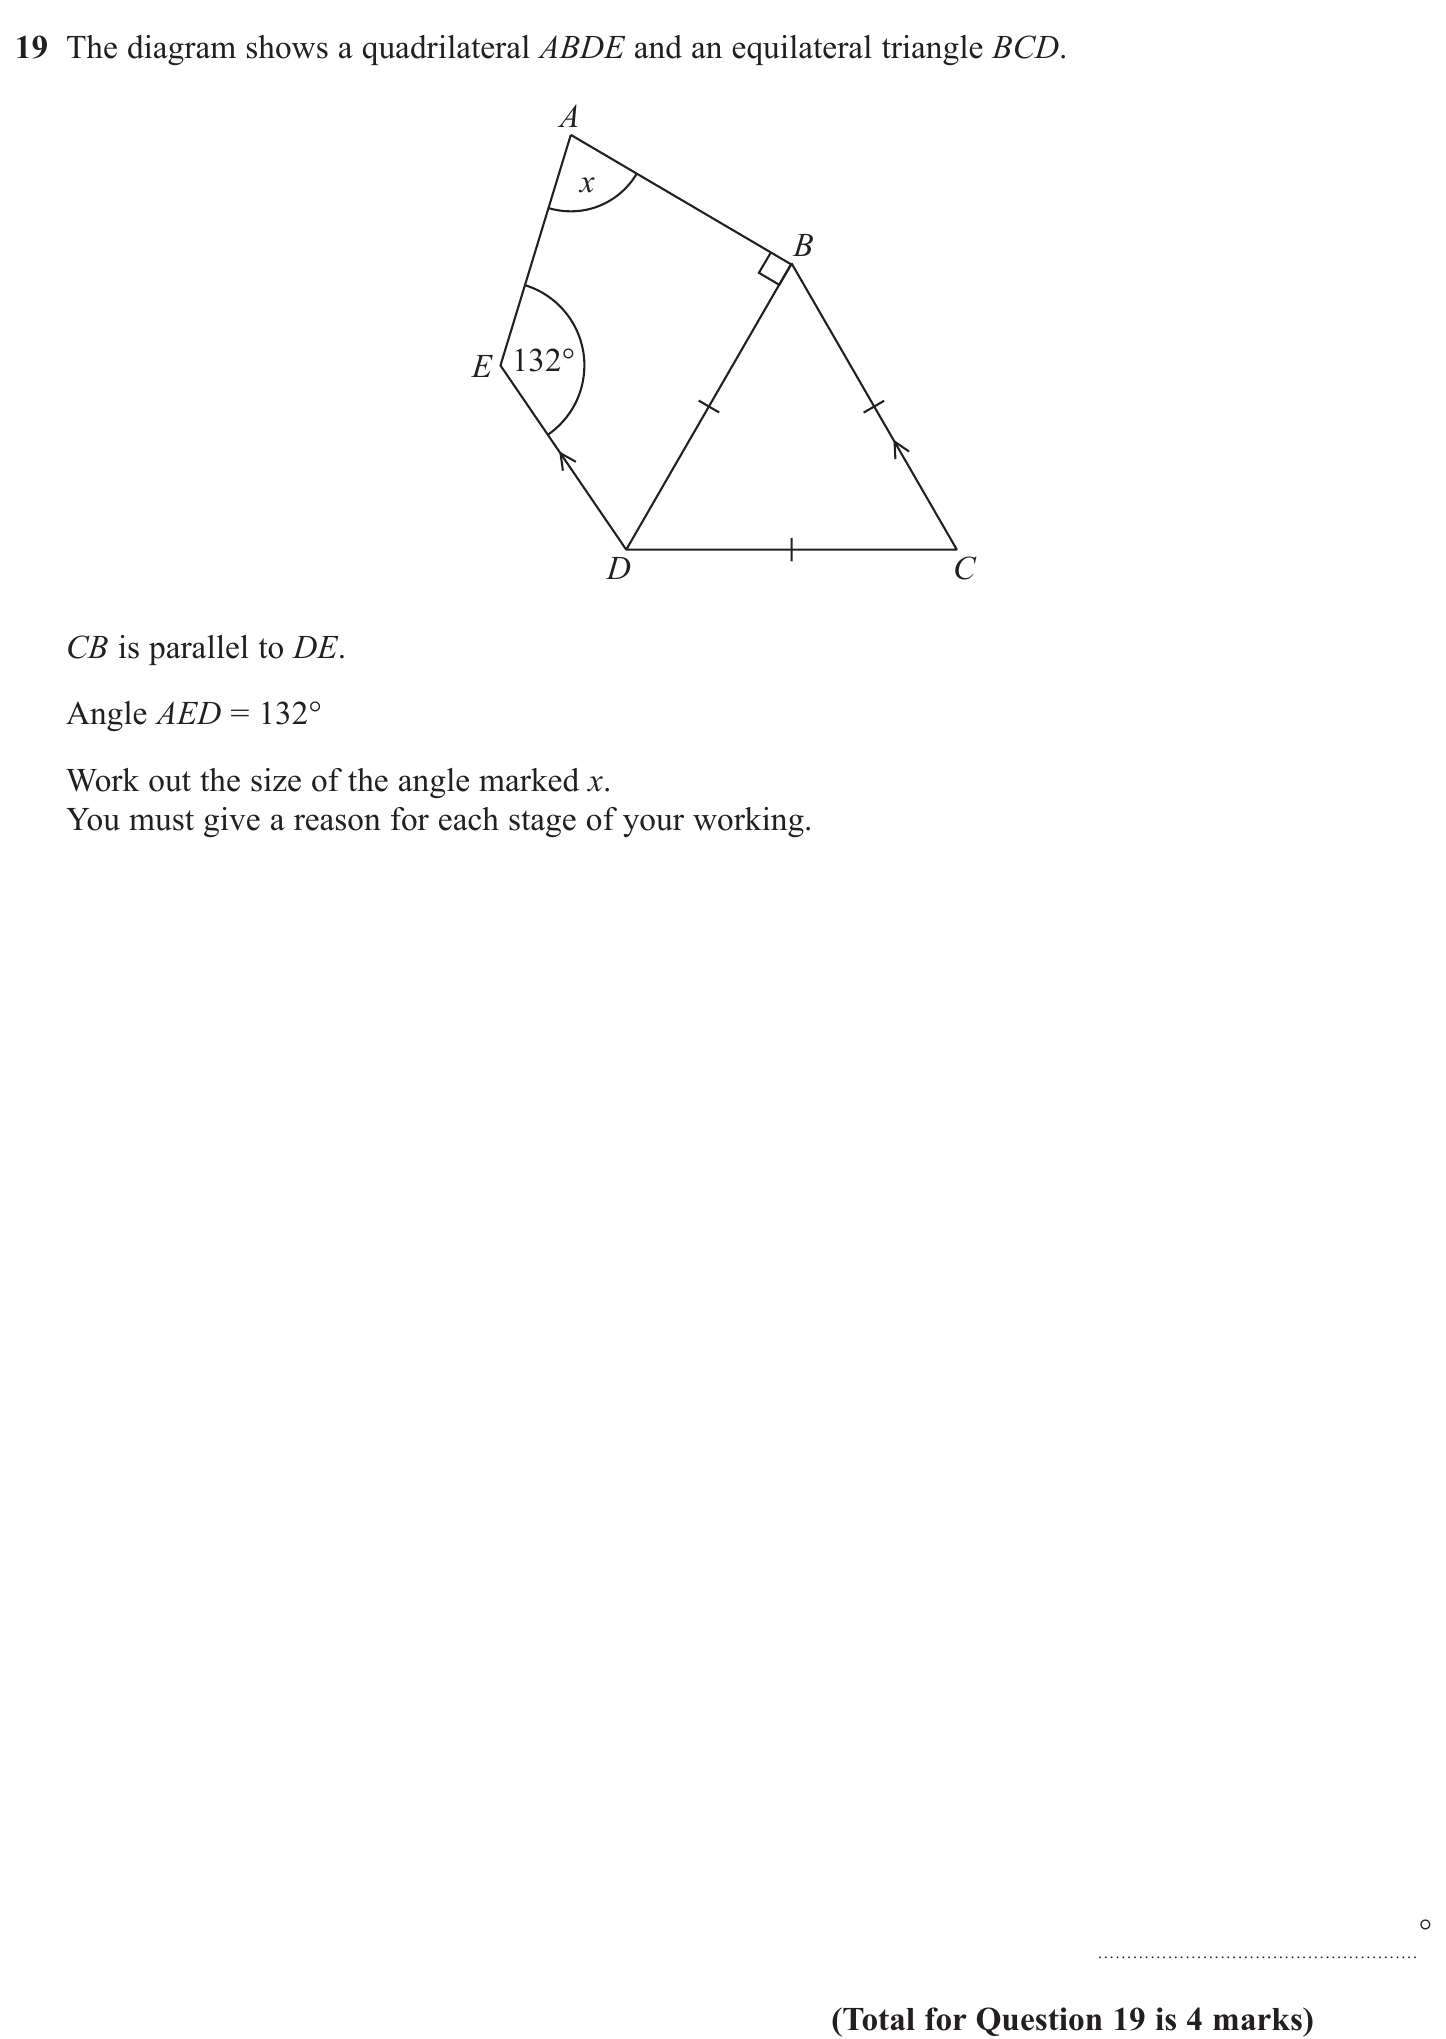 19 The diagram shows a quadrilateral ABDE and an equilateral triangle BCD.
A
x
B
E
132°
D
C
CB is parallel to DE.
Angle AED = 132°
Work out the size of the angle marked x.
You must give a reason for each stage of your working.
°
(Total for Question 19 is 4 marks)